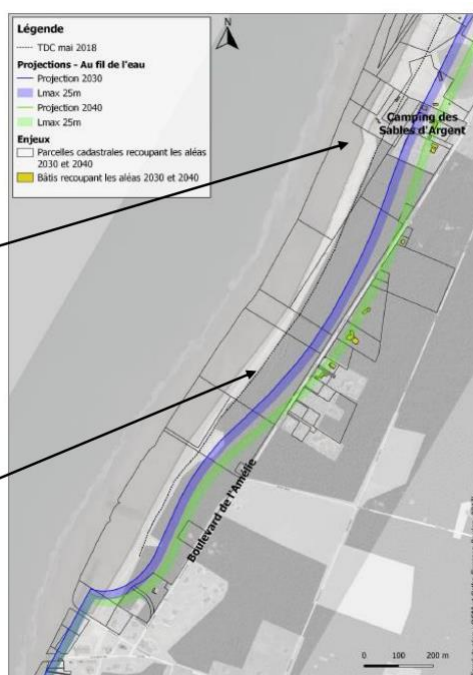 Légende
TDC mai 2018
Projections - Au fil de l'eau
Projection 2030
Lmax 25m
Projection 2040
Lmax 25m
Enjeux
Parcelles cadastrales recoupant les aléas
2030 et 2040
Bâtis recoupant les aléas 2030 et 2040
N
Camping des
Sables d'Argent
Boulevard de l'Amélie
0 100 200 m